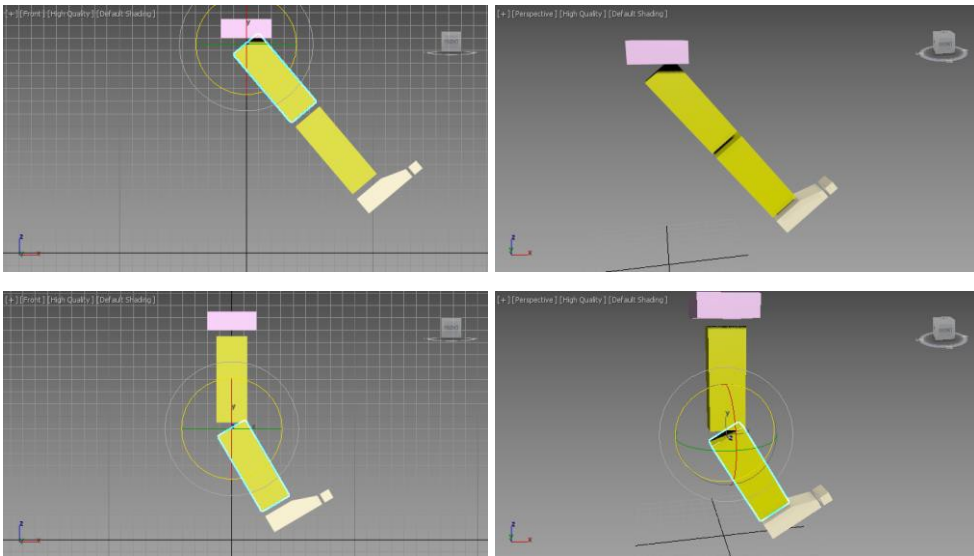 [+] [Front] [High Quality] [Default Shading]
[+] [Perspective] [High Quality] [Default Shading]
y
z
x
z
x
[+] [Front] [High Quality] [Default Shading]
[+] [Perspective] [High Quality] [Default Shading]
y
y
z
z
x
z
x